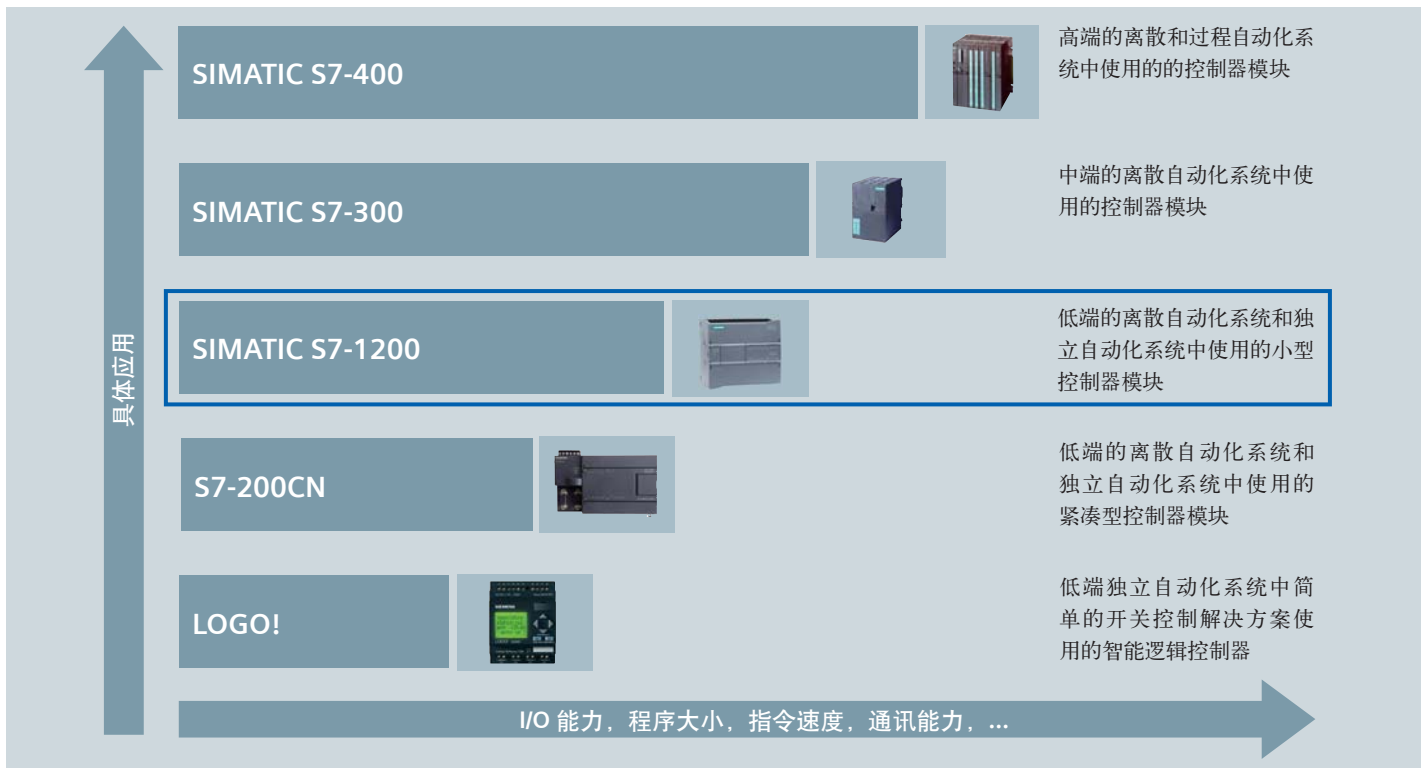 SIMATIC S7-400
高端的离散和过程自动化系
统中使用的的控制器模块
SIMATIC S7-300
中端的离散自动化系统中使
用的控制器模块
SIMATIC S7-1200
低端的离散自动化系统和独
立自动化系统中使用的小型
控制器模块
具体应用
S7-200CN
低端的离散自动化系统和
独立自动化系统中使用的
紧凑型控制器模块
LOGO!
低端独立自动化系统中简
单的开关控制解决方案使
用的智能逻辑控制器
I/O 能力，程序大小，指令速度，通讯能力，...